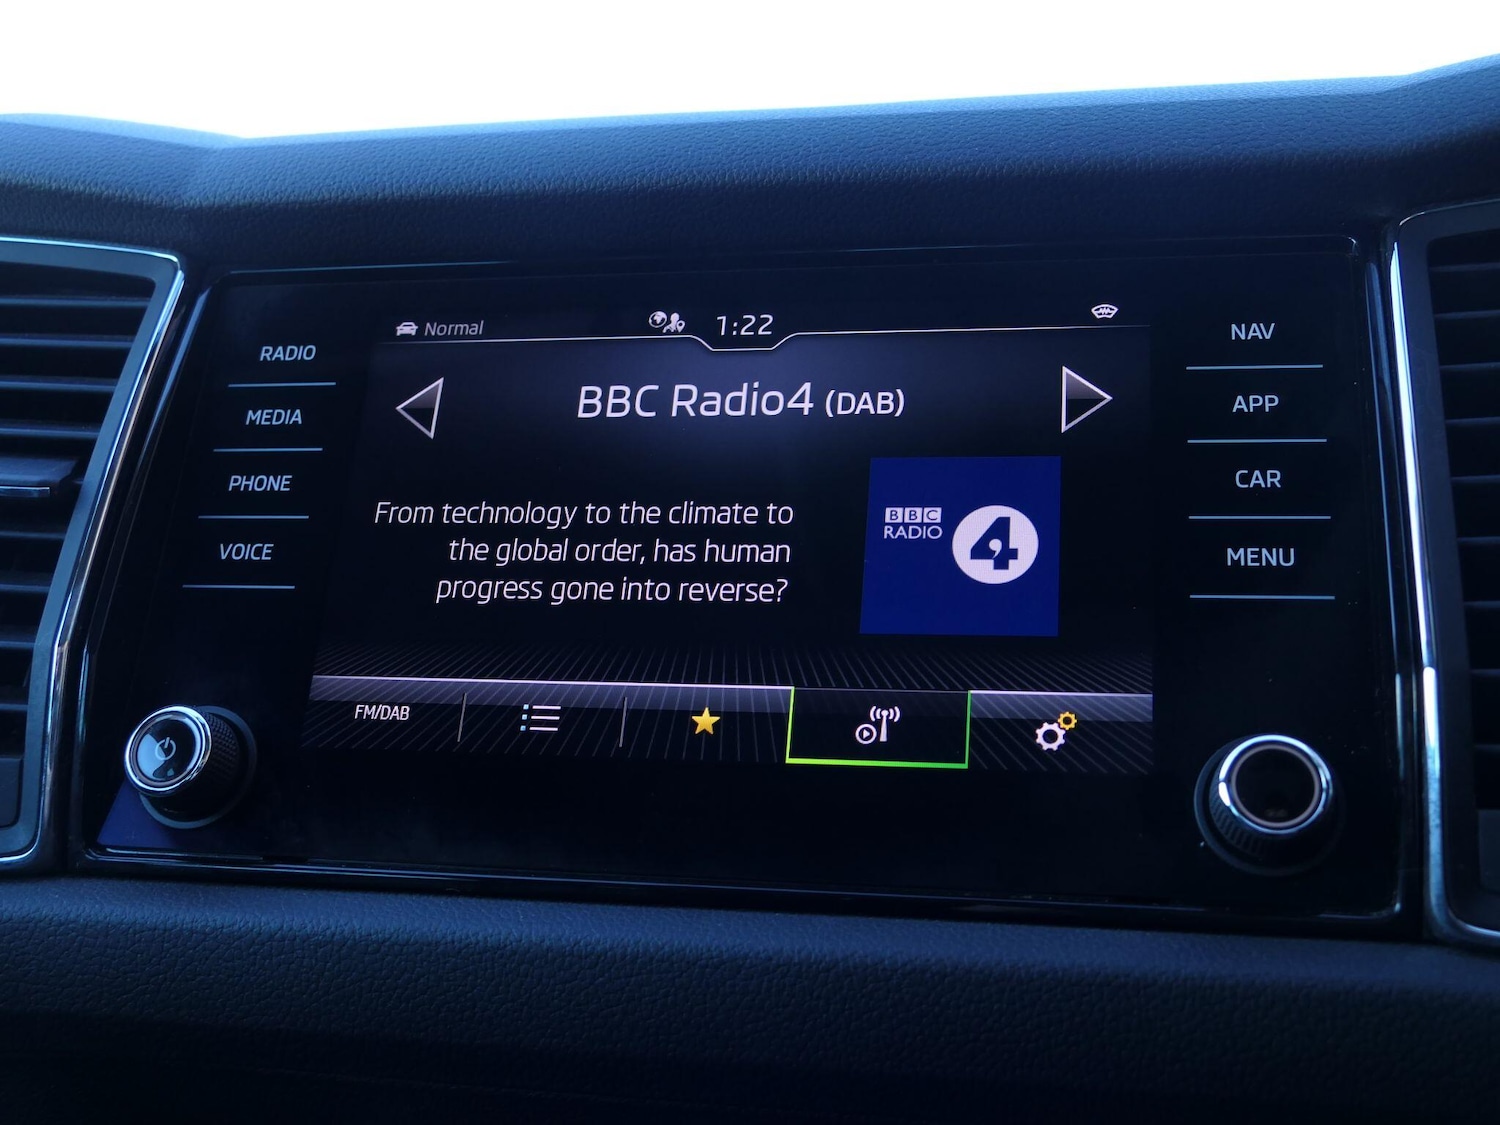 Normal
1:22
BBC Radio4 (DAB)
RADIO
MEDIA
PHONE
VOICE
NAV
APP
CAR
MENU
From technology to the climate to
the global order, has human
progress gone into reverse?
BBC
RADIO
4
FM/DAB